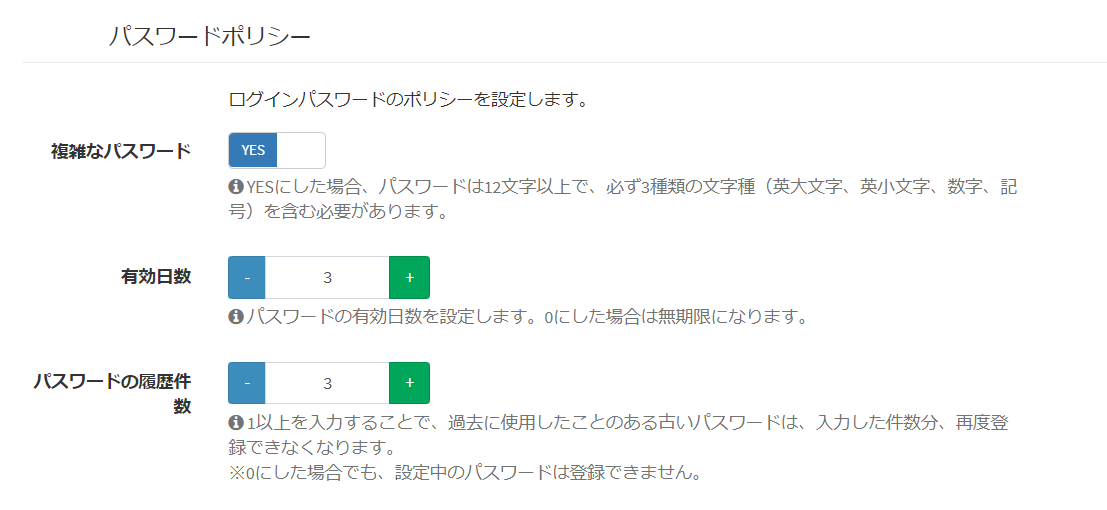 パスワードポリシー
ログインパスワードのポリシーを設定します。
複雑なパスワード
YES
YESにした場合、パスワードは12文字以上で、必ず3種類の文字種（英大文字、英小文字、数字、記
号）を含む必要があります。
有効日数
- 3 +
パスワードの有効日数を設定します。0にした場合は無期限になります。
パスワードの履歴件
数
- 3 +
1以上を入力することで、過去に使用したことのある古いパスワードは、入力した件数分、再度登
録できなくなります。
※0にした場合でも、設定中のパスワードは登録できません。